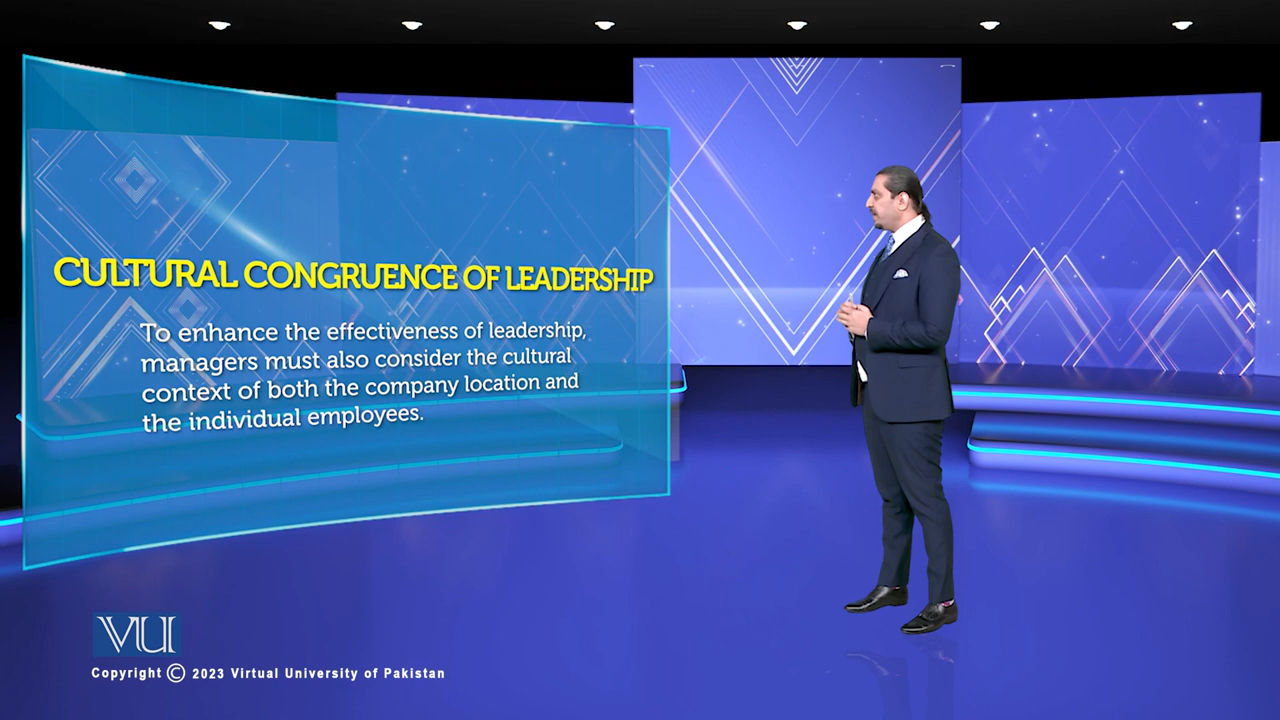 CULTURAL CONGRUENCE OF LEADERSHIP
To enhance the effectiveness of leadership,
managers must also consider the cultural
context of both the company location and
the individual employees.
VU
Copyright © 2023 Virtual University of Pakistan